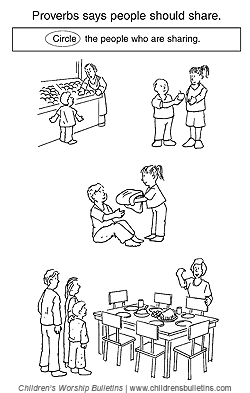 Proverbs says people should share.
Circle the people who are sharing.
Children's Worship Bulletins | www.childrensbulletins.com